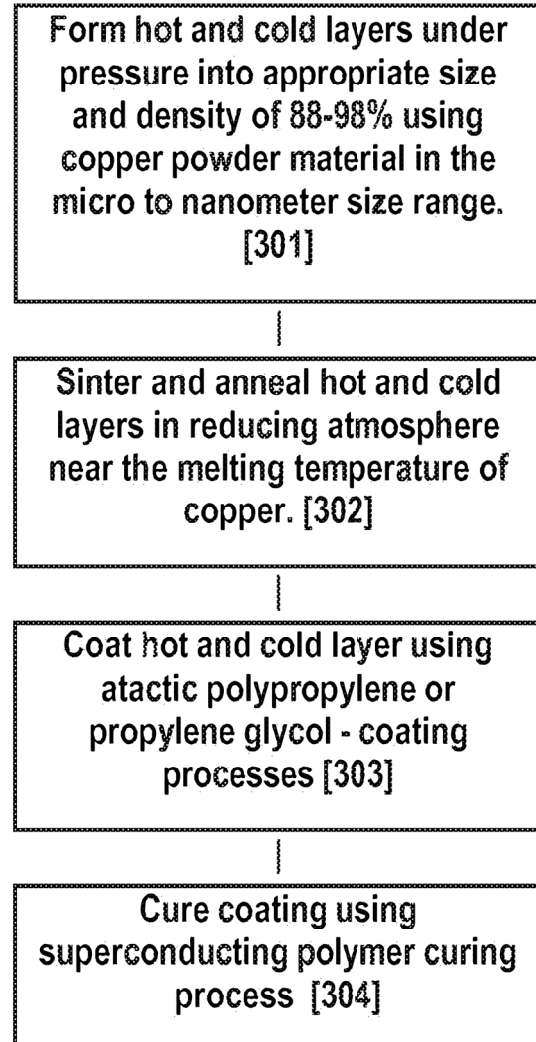 Form hot and cold layers under
pressure into appropriate size
and density of 88-98% using
copper powder material in the
micro to nanometer size range.
[301]
Sinter and anneal hot and cold
layers in reducing atmosphere
near the melting temperature of
copper. [302]
Coat hot and cold layer using
atactic polypropylene or
propylene glycol - coating
processes [303]
Cure coating using
superconducting polymer curing
process [304]